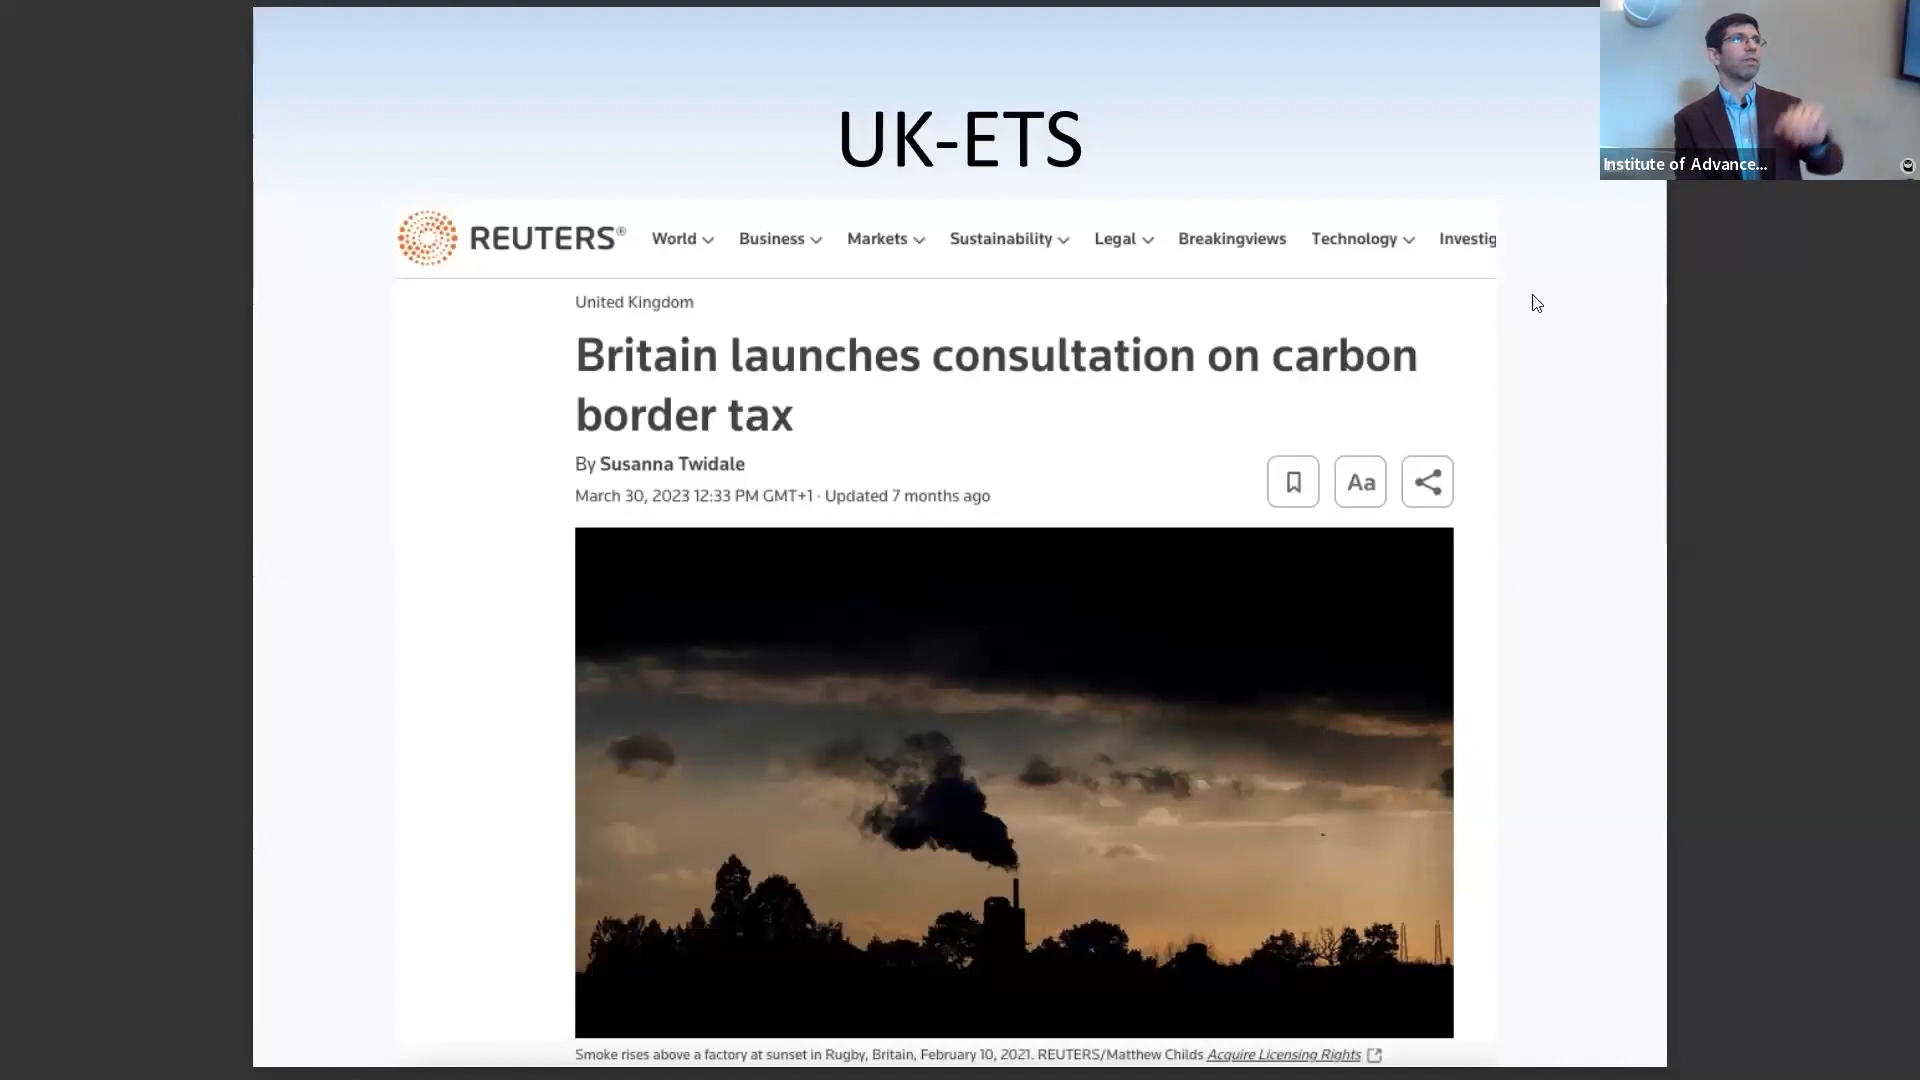 UK-ETS
Institute of Advance...
REUTERS®
World Business Markets Sustainability Legal Breakingviews Technology Investig
United Kingdom
Britain launches consultation on carbon
border tax
By Susanna Twidale
March 30, 2023 12:33 PM GMT+1 · Updated 7 months ago
Aa
Smoke rises above a factory at sunset in Rugby, Britain, February 10, 2021. REUTERS/Matthew Childs Acquire Licensing Rights